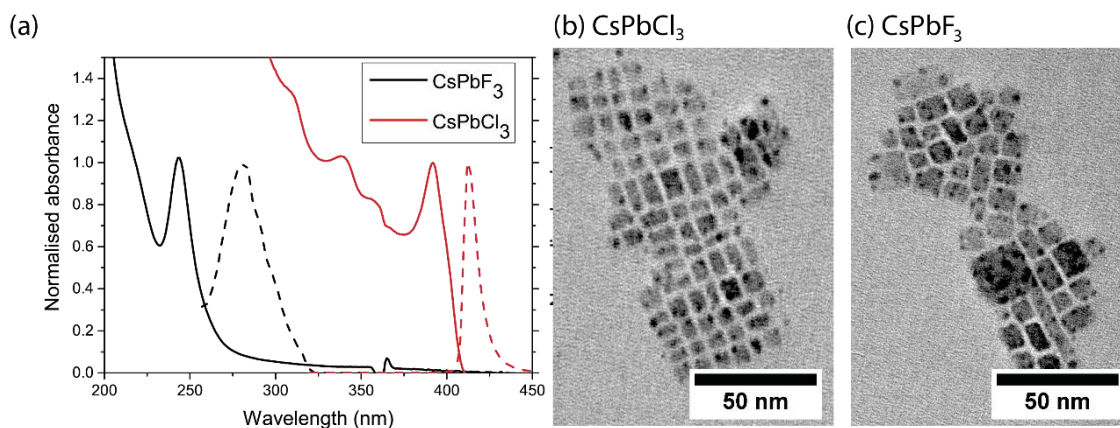 (a)
Normalised absorbance
1.4
1.2
1.0
0.8
0.6
0.4
0.2
0.0
CsPbF3
CsPbCl3
200 250 300 350 400 450
Wavelength (nm)
(b) CsPbCl3
50 nm
(c) CsPbF3
50 nm